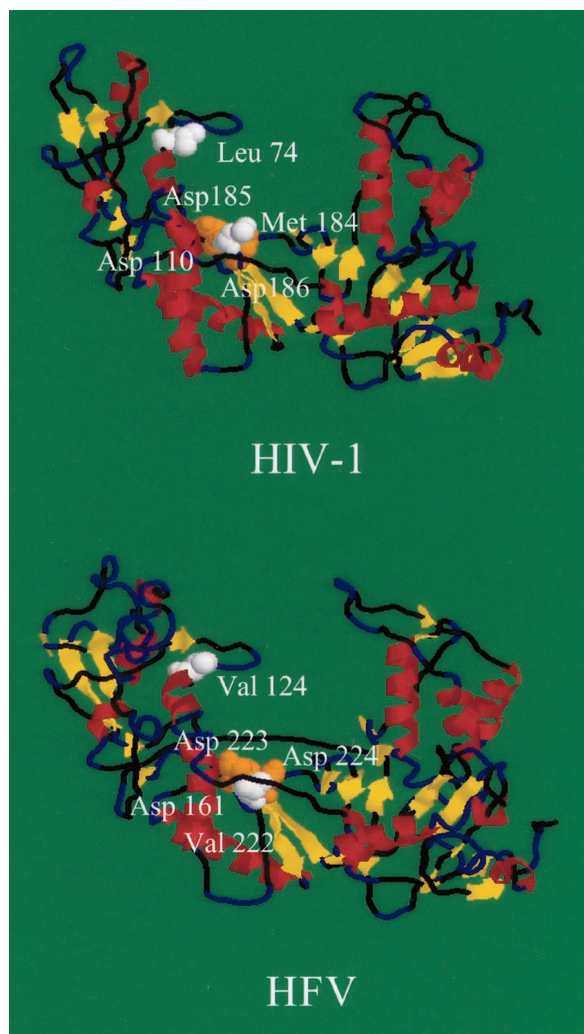 Leu 74
Asp185
Met 184
Asp 110
Asp186
HIV-1
Val 124
Asp 223
Asp 224
Asp 161
Val 222
HFV